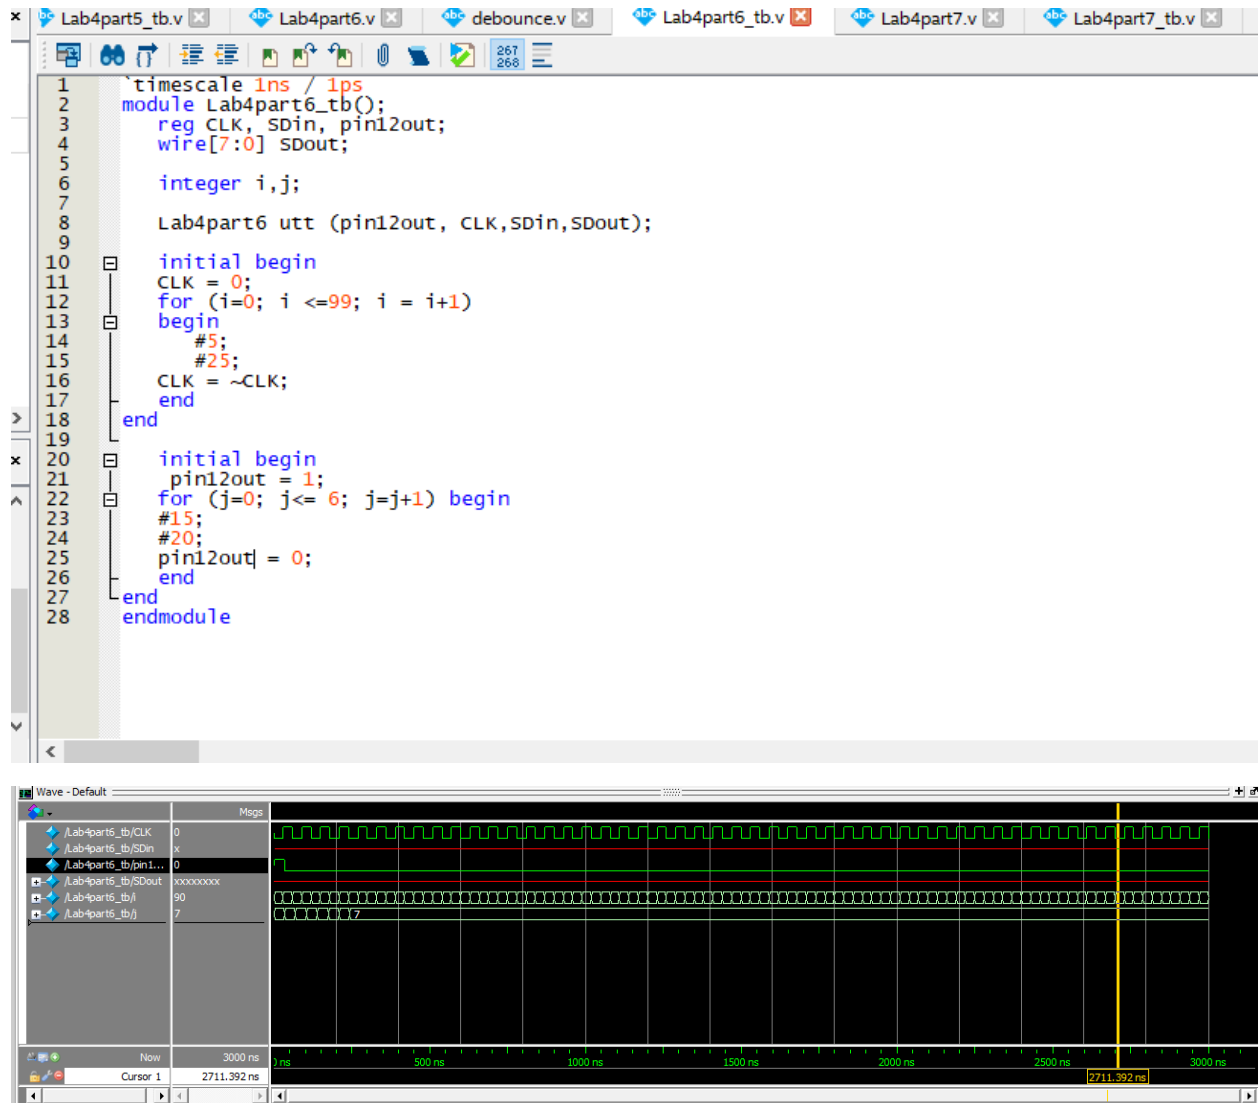 Lab4part5_tb.v Lab4part6.v debounce.v Lab4part6_tb.v Lab4part7.v Lab4part7_tb.v
267
268
1 `timescale 1ns / 1ps
2 module Lab4part6_tb();
3 reg CLK, SDin, pin12out;
4 wire[7:0] SDout;
5
6 integer i,j;
7
8 Lab4part6 utt (pin12out, CLK,SDin,SDout);
9
10 initial begin
11 CLK = 0;
12 for (i=0; i <=99; i = i+1)
13 begin
14 #5;
15 #25;
16 CLK = ~CLK;
17 end
18 end
19
20 initial begin
21 pin12out = 1;
22 for (j=0; j<= 6; j=j+1) begin
23 #15;
24 #20;
25 pin12out = 0;
26 end
27 end
28 endmodule
Wave - Default
Msgs
/Lab4part6_tb/CLK 0
/Lab4part6_tb/SDin x
/Lab4part6_tb/pin1... 0
/Lab4part6_tb/SDout xxxxxxxx
/Lab4part6_tb/i 90
/Lab4part6_tb/j 7 7
Now 3000 ns ns 500 ns 1000 ns 1500 ns 2000 ns 2500 ns 3000 ns
Cursor 1 2711.392 ns 2711.392 ns